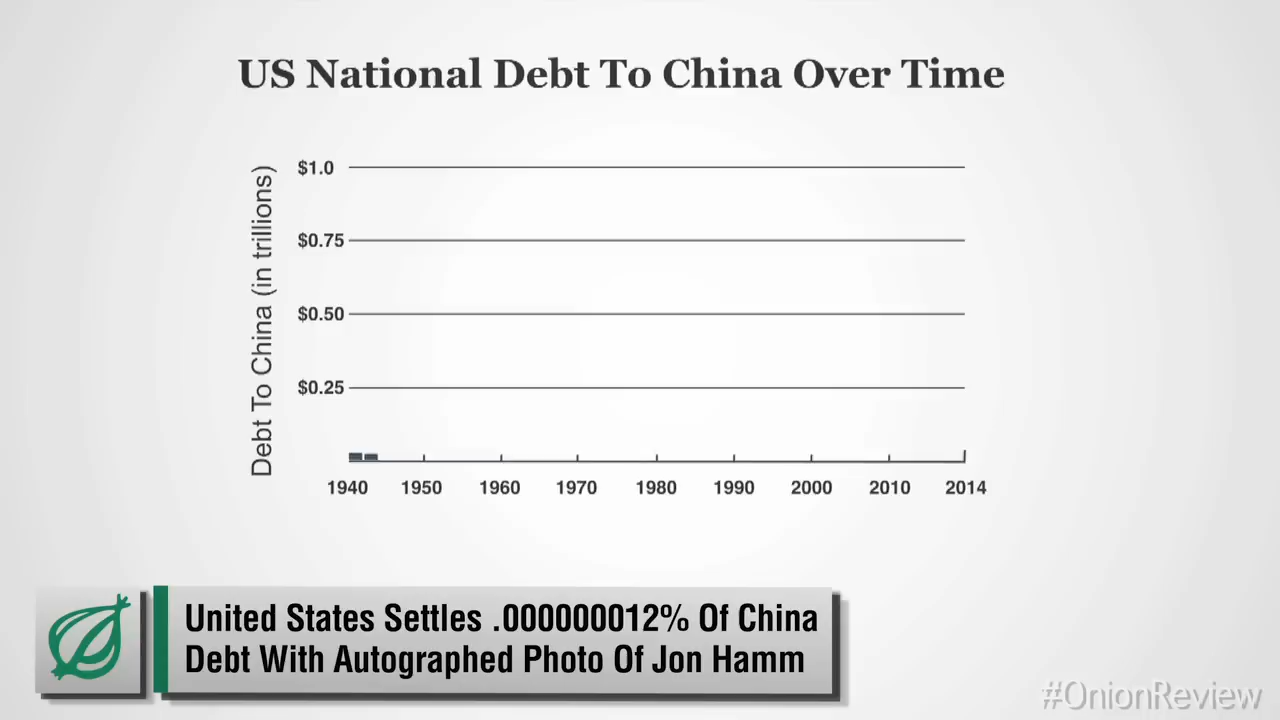 US National Debt To China Over Time
Debt To China (in trillions)
$1.0
$0.75
$0.50
$0.25
1940 1950 1960 1970 1980 1990 2000 2010 2014
United States Settles .000000012% Of China
Debt With Autographed Photo Of Jon Hamm
#OnionReview